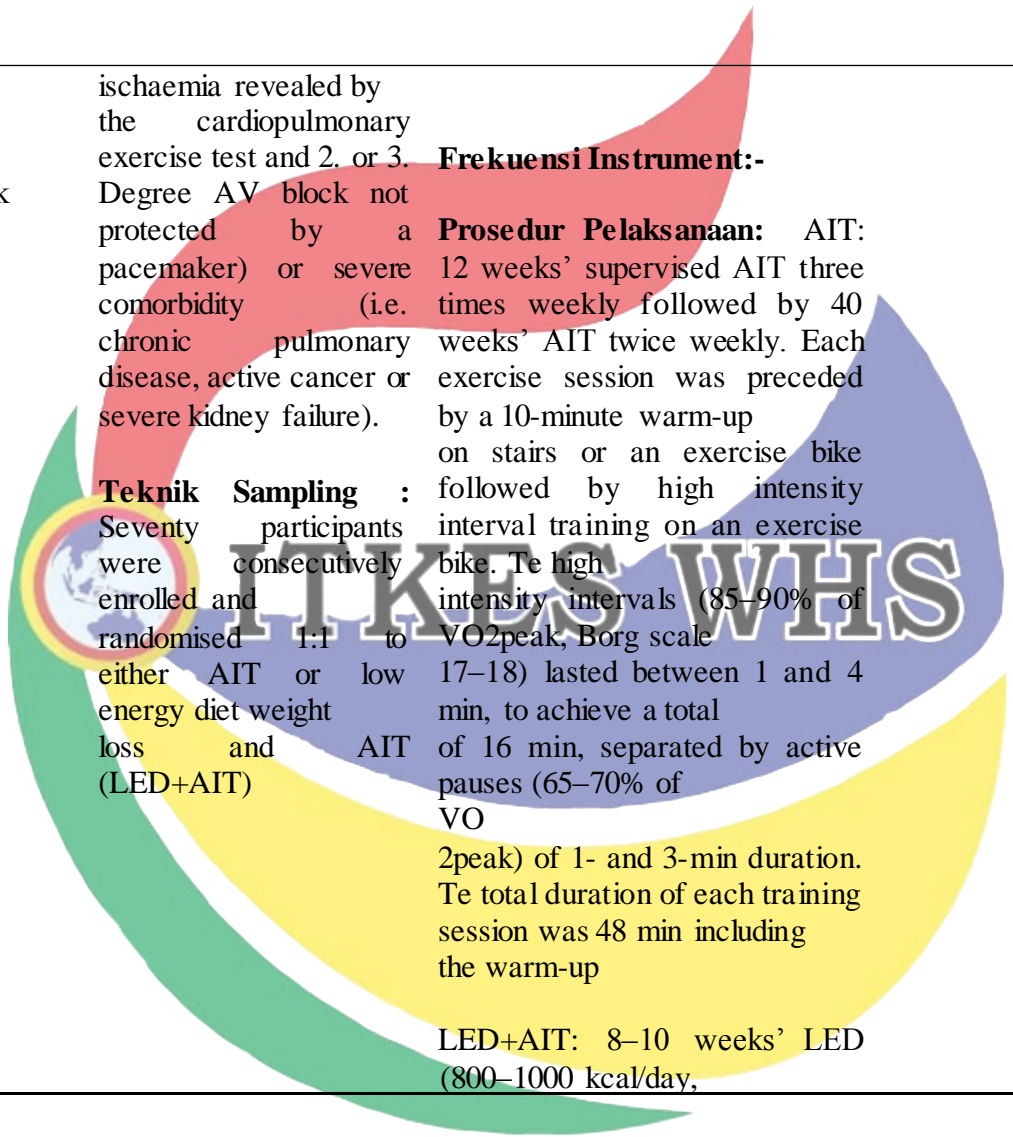 k
ischaemia revealed by
the cardiopulmonary
exercise test and 2. or 3.
Degree AV block not
protected by a
pacemaker) or severe
comorbidity (i.e.
chronic pulmonary
disease, active cancer or
severe kidney failure).
Teknik Sampling :
Seventy participants
were consecutively
enrolled and
randomised 1:1 to
either AIT or low
energy diet weight
loss and AIT
(LED+AIT)
Frekuensi Instrument:-
Prosedur Pelaksanaan: AIT:
12 weeks’ supervised AIT three
times weekly followed by 40
weeks’ AIT twice weekly. Each
exercise session was preceded
by a 10-minute warm-up
on stairs or an exercise bike
followed by high intensity
interval training on an exercise
bike. Te high
intensity intervals (85–90% of
VO2peak, Borg scale
17–18) lasted between 1 and 4
min, to achieve a total
of 16 min, separated by active
pauses (65–70% of
VO
2peak) of 1- and 3-min duration.
Te total duration of each training
session was 48 min including
the warm-up
LED+AIT: 8–10 weeks’ LED
(800–1000 kcal/day,
ITKES WHS